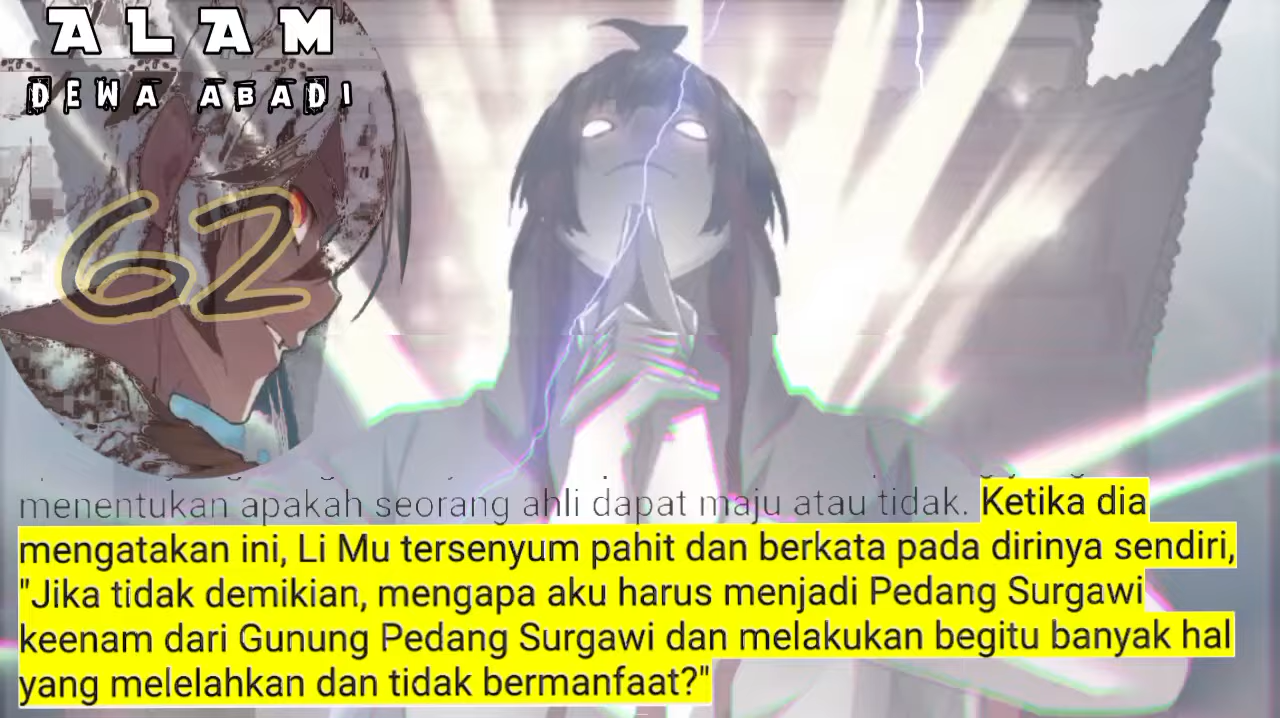 ALAM
DEWA ABADI
62
menentukan apakah seorang ahli dapat maju atau tidak. Ketika dia
mengatakan ini, Li Mu tersenyum pahit dan berkata pada dirinya sendiri,
"Jika tidak demikian, mengapa aku harus menjadi Pedang Surgawi
keenam dari Gunung Pedang Surgawi dan melakukan begitu banyak hal
yang melelahkan dan tidak bermanfaat?"